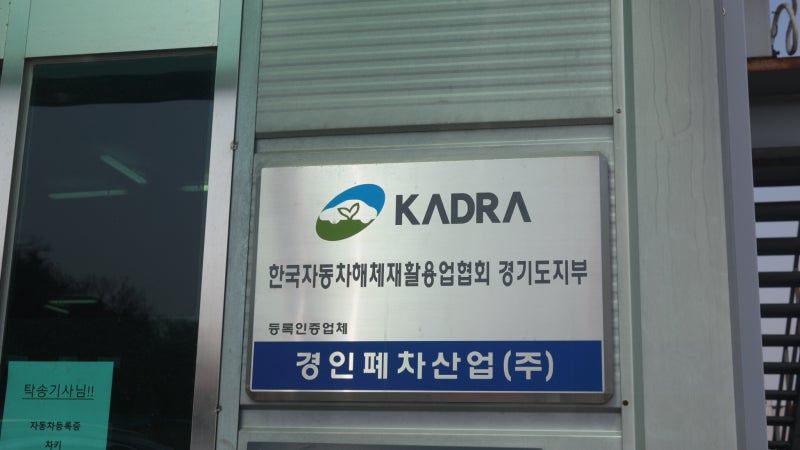 KADRA
한국자동차해체재활용업협회 경기도지부
등록인증업체
경인폐차산업(주)
탁송기사님!!
자동차등록증
차키